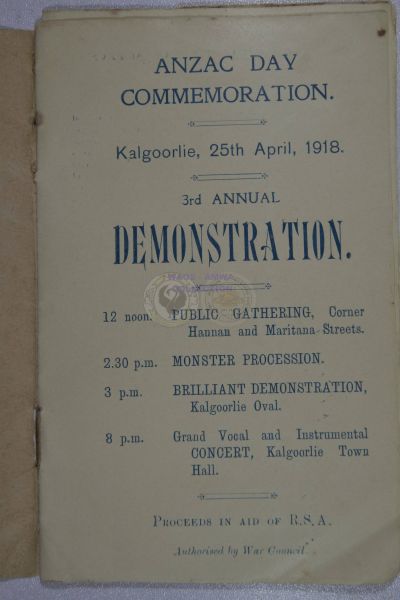 ANZAC DAY
COMMEMORATION.
Kalgoorlie, 25th April, 1918.
3rd ANNUAL
DEMONSTRATION.
12 noon. PUBLIC GATHERING, Corner
Hannan and Maritana Streets.
2.30 p.m. MONSTER PROCESSION.
3 p.m. BRILLIANT DEMONSTRATION,
Kalgoorlie Oval.
8 p.m. Grand Vocal and Instrumental
CONCERT, Kalgoorlie Town
Hall.
PROCEEDS IN AID OF R.S.A.
Authorised by War Council.